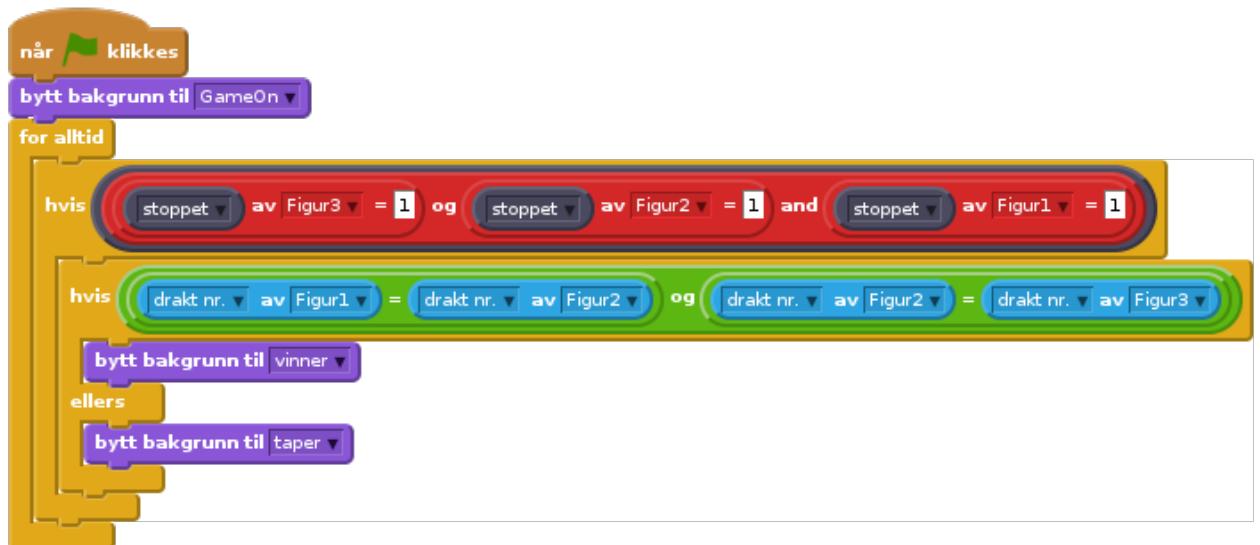 når klikkes
bytt bakgrunn til GameOn
for alltid
hvis stoppet av Figur3 = 1 og stoppet av Figur2 = 1 and stoppet av Figur1 = 1
hvis drakt nr. av Figur1 = drakt nr. av Figur2 og drakt nr. av Figur2 = drakt nr. av Figur3
bytt bakgrunn til vinner
ellers
bytt bakgrunn til taper